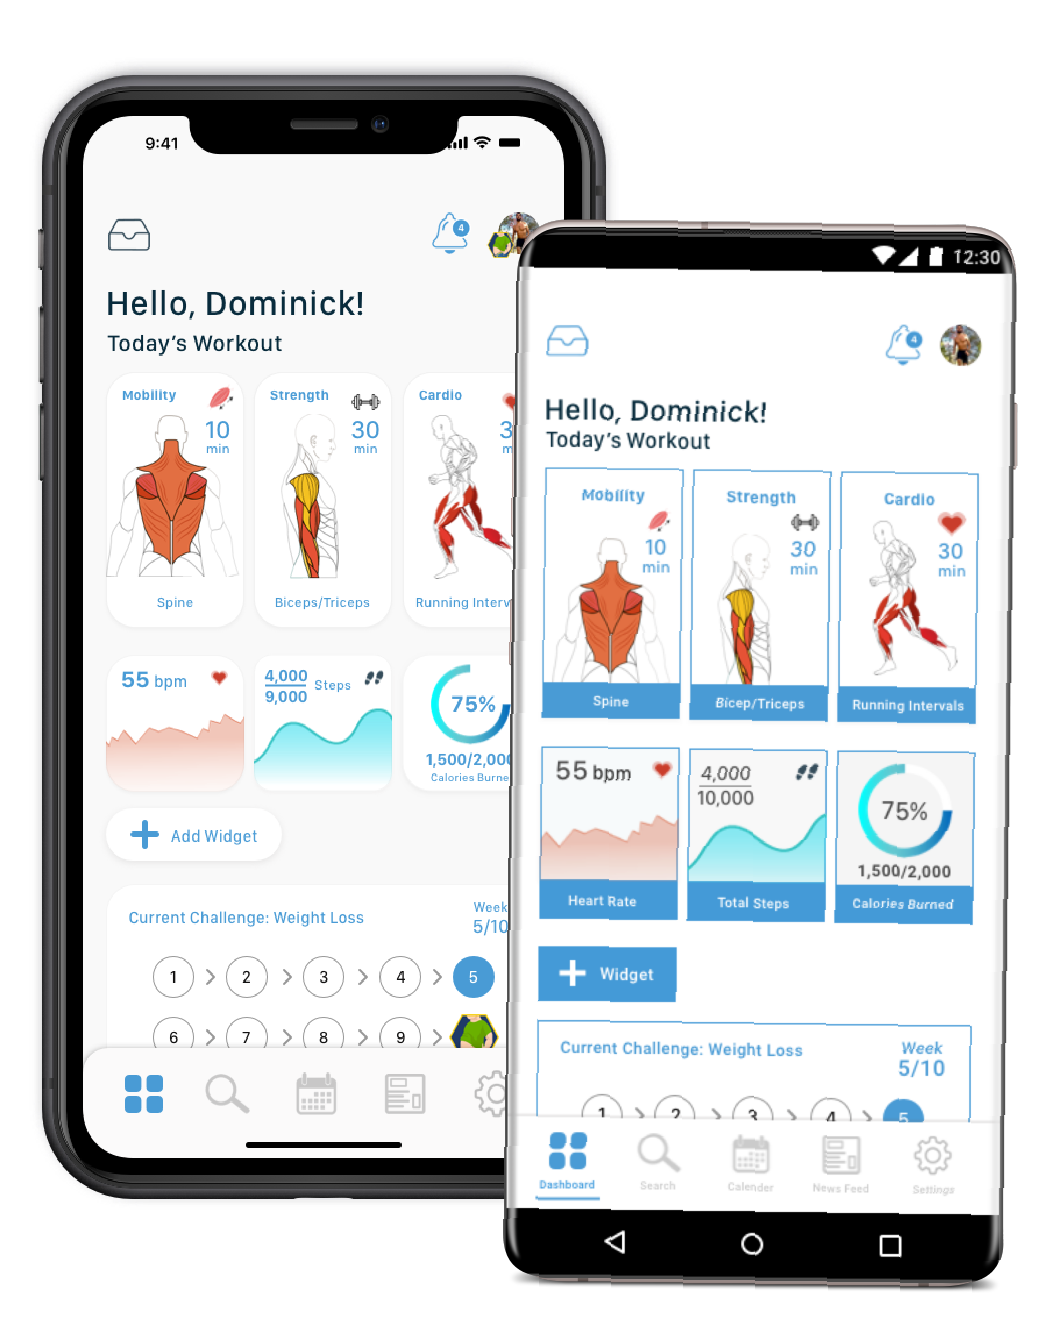 9:41
4
Hello, Dominick!
Today's Workout
Mobility
10
min
Spine
Strength
30
min
Biceps/Triceps
Cardio
3
Running Interv
55 bpm
4,000
9,000
Steps
75%
1,500/2,000
Calories Burned
Add Widget
Current Challenge: Weight Loss
Week
5/10
1 > 2 > 3 > 4 > 5
6 > 7 > 8 > 9 >
12:30
4
Hello, Dominick!
Today's Workout
Mobility
10
min
Spine
Strength
30
min
Bicep/Triceps
Cardio
30
min
Running Intervals
55 bpm
Heart Rate
4,000
10,000
Total Steps
75%
1,500/2,000
Calories Burned
Widget
Current Challenge: Weight Loss
Week
5/10
1 > 2 > 3 > 4 > 5
Dashboard
Search
Calender
News Feed
Settings